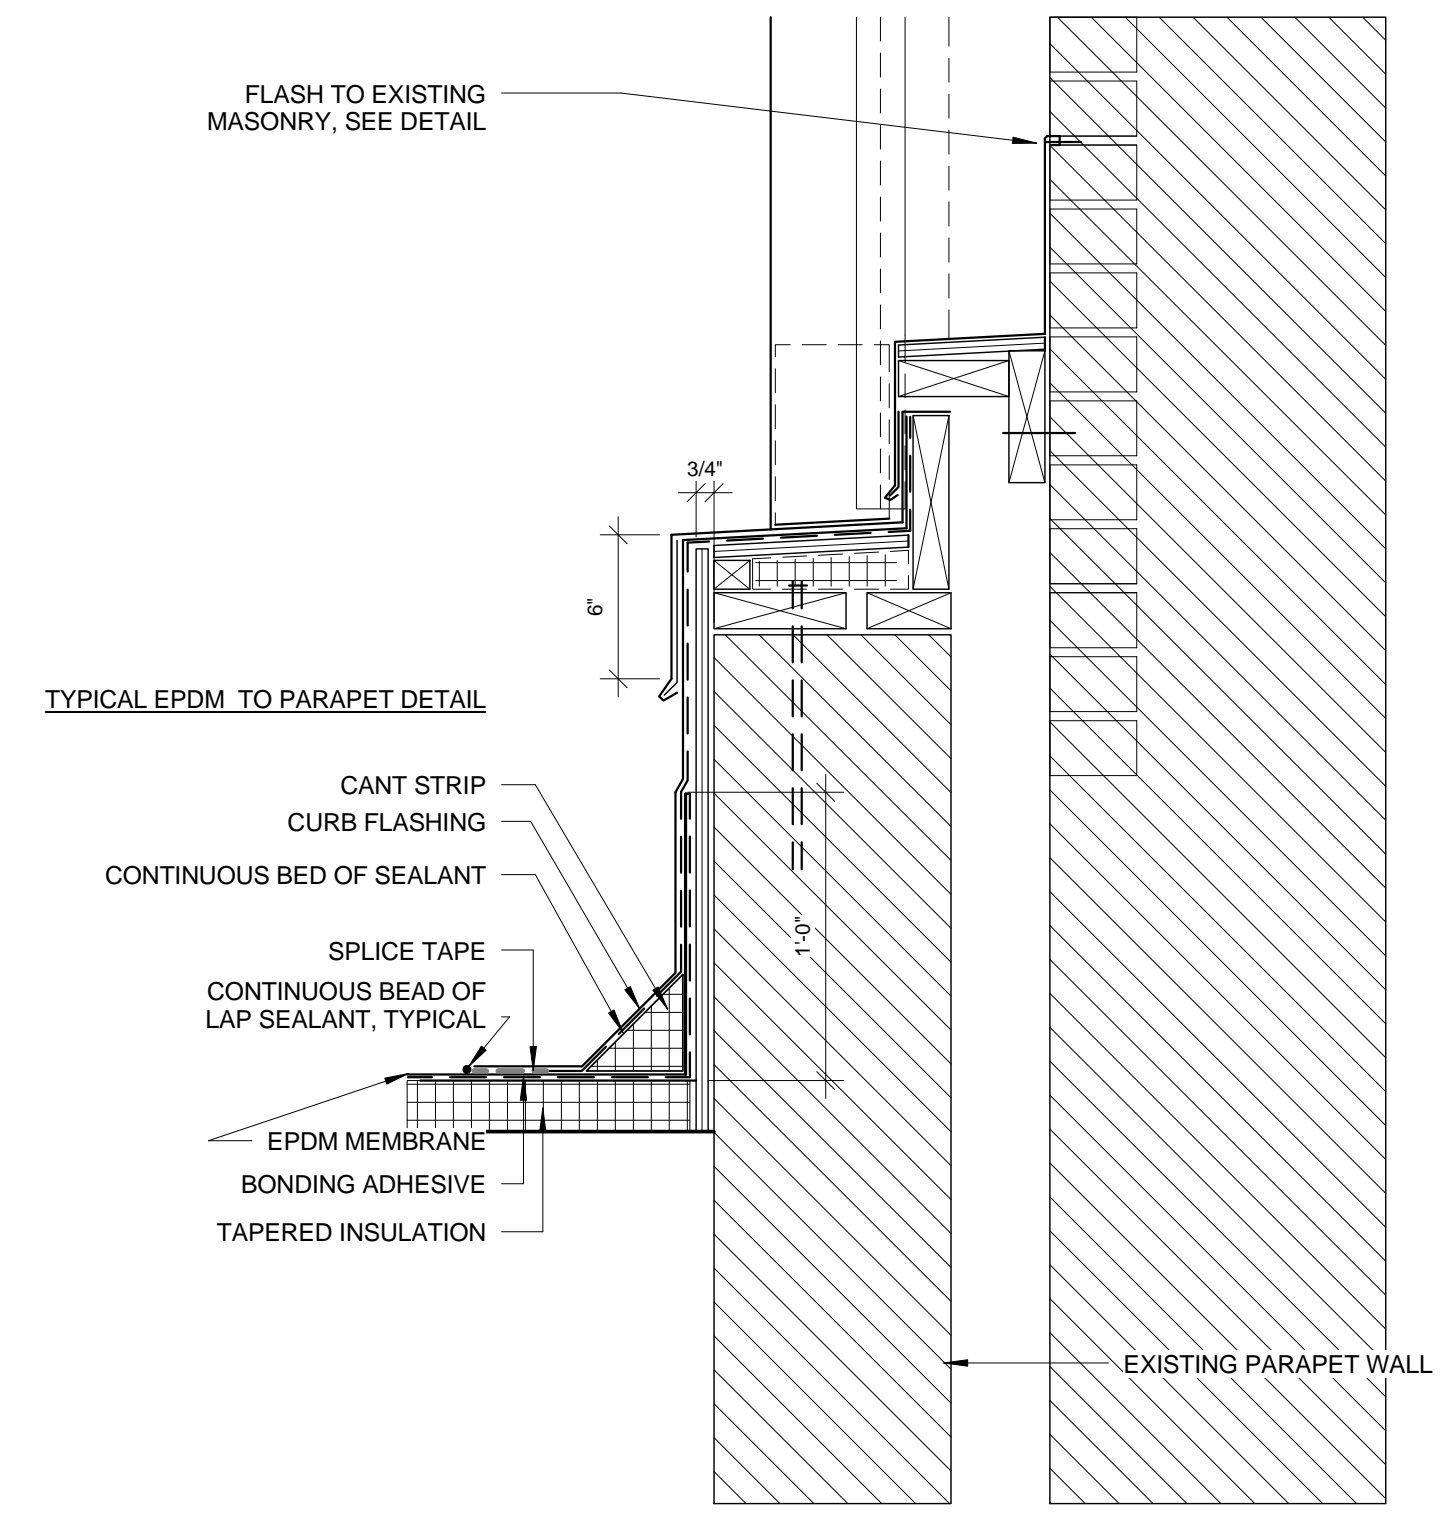 FLASH TO EXISTING
MASONRY, SEE DETAIL
3/4"
6"
TYPICAL EPDM  TO PARAPET DETAIL
CANT STRIP
CURB FLASHING
CONTINUOUS BED OF SEALANT
1'-0"
SPLICE TAPE
CONTINUOUS BEAD OF
LAP SEALANT, TYPICAL
EPDM MEMBRANE
BONDING ADHESIVE
TAPERED INSULATION
EXISTING PARAPET WALL